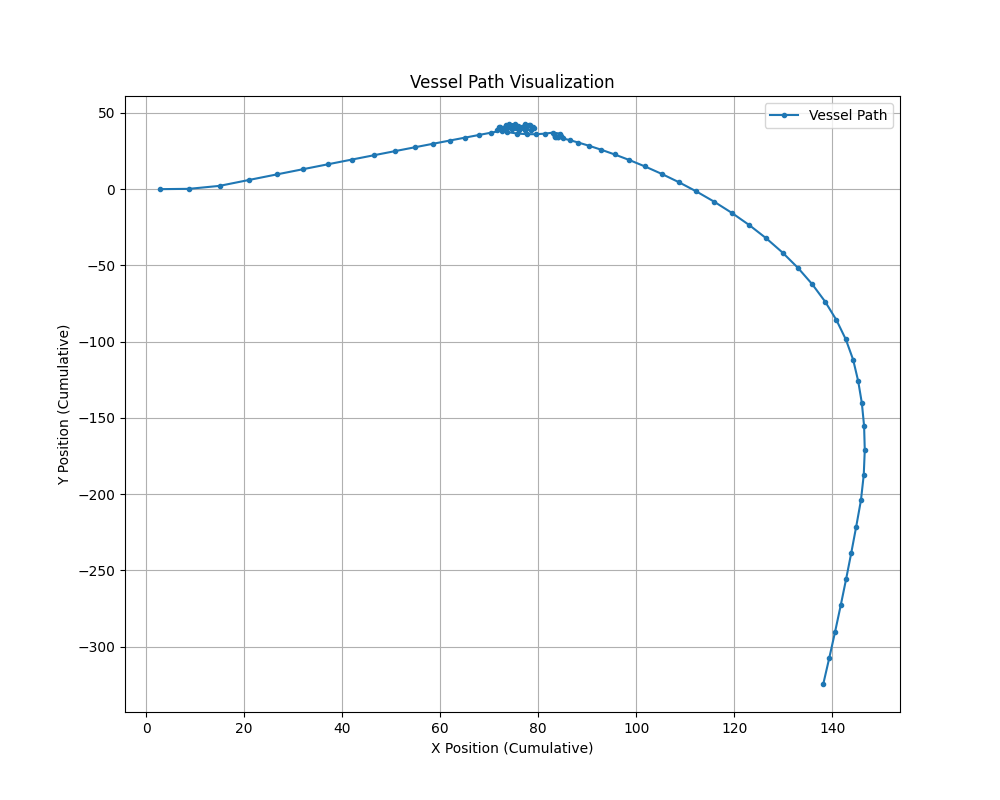 Vessel Path Visualization
Vessel Path
Y Position (Cumulative)
50
0
−50
−100
−150
−200
−250
−300
0 20 40 60 80 100 120 140
X Position (Cumulative)